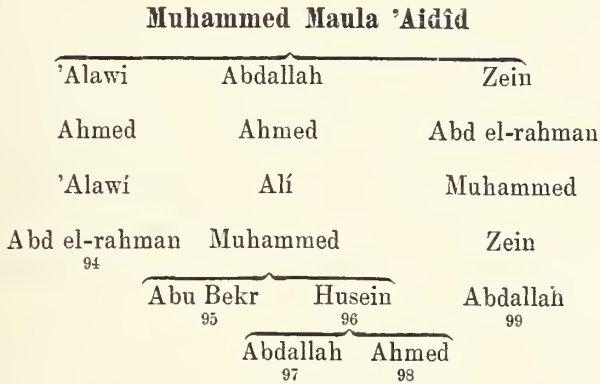 Muhammed Maula ’Aidîd
’Alawi Abdallah Zein
Ahmed Ahmed Abd el-rahman
’Alawí Alí Muhammed
Abd el-rahman Muhammed Zein
94
Abu Bekr Husein Abdallah
95 96 99
Abdallah Ahmed
97 98